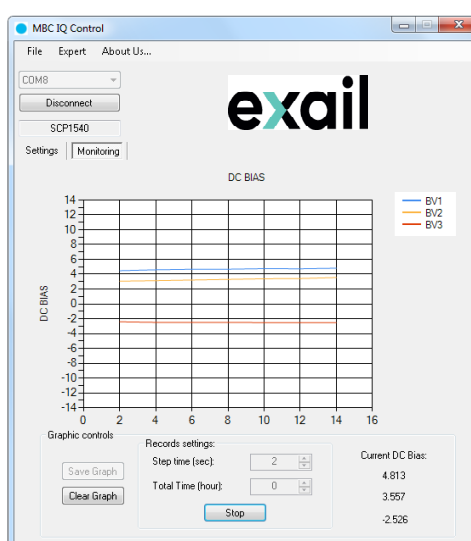 MBC IQ Control
File Expert About Us...
COM8
Disconnect
SCP1540
Settings Monitoring
exail
DC BIAS
BV1
BV2
BV3
DC BIAS
14
12
10
8
6
4
2
0
-2
-4
-6
-8
-10
-12
-14
0 2 4 6 8 10 12 14 16
Graphic controls
Save Graph
Clear Graph
Records settings:
Step time (sec): 2
Total Time (hour): 0
Stop
Current DC Bias:
4.813
3.557
-2.526